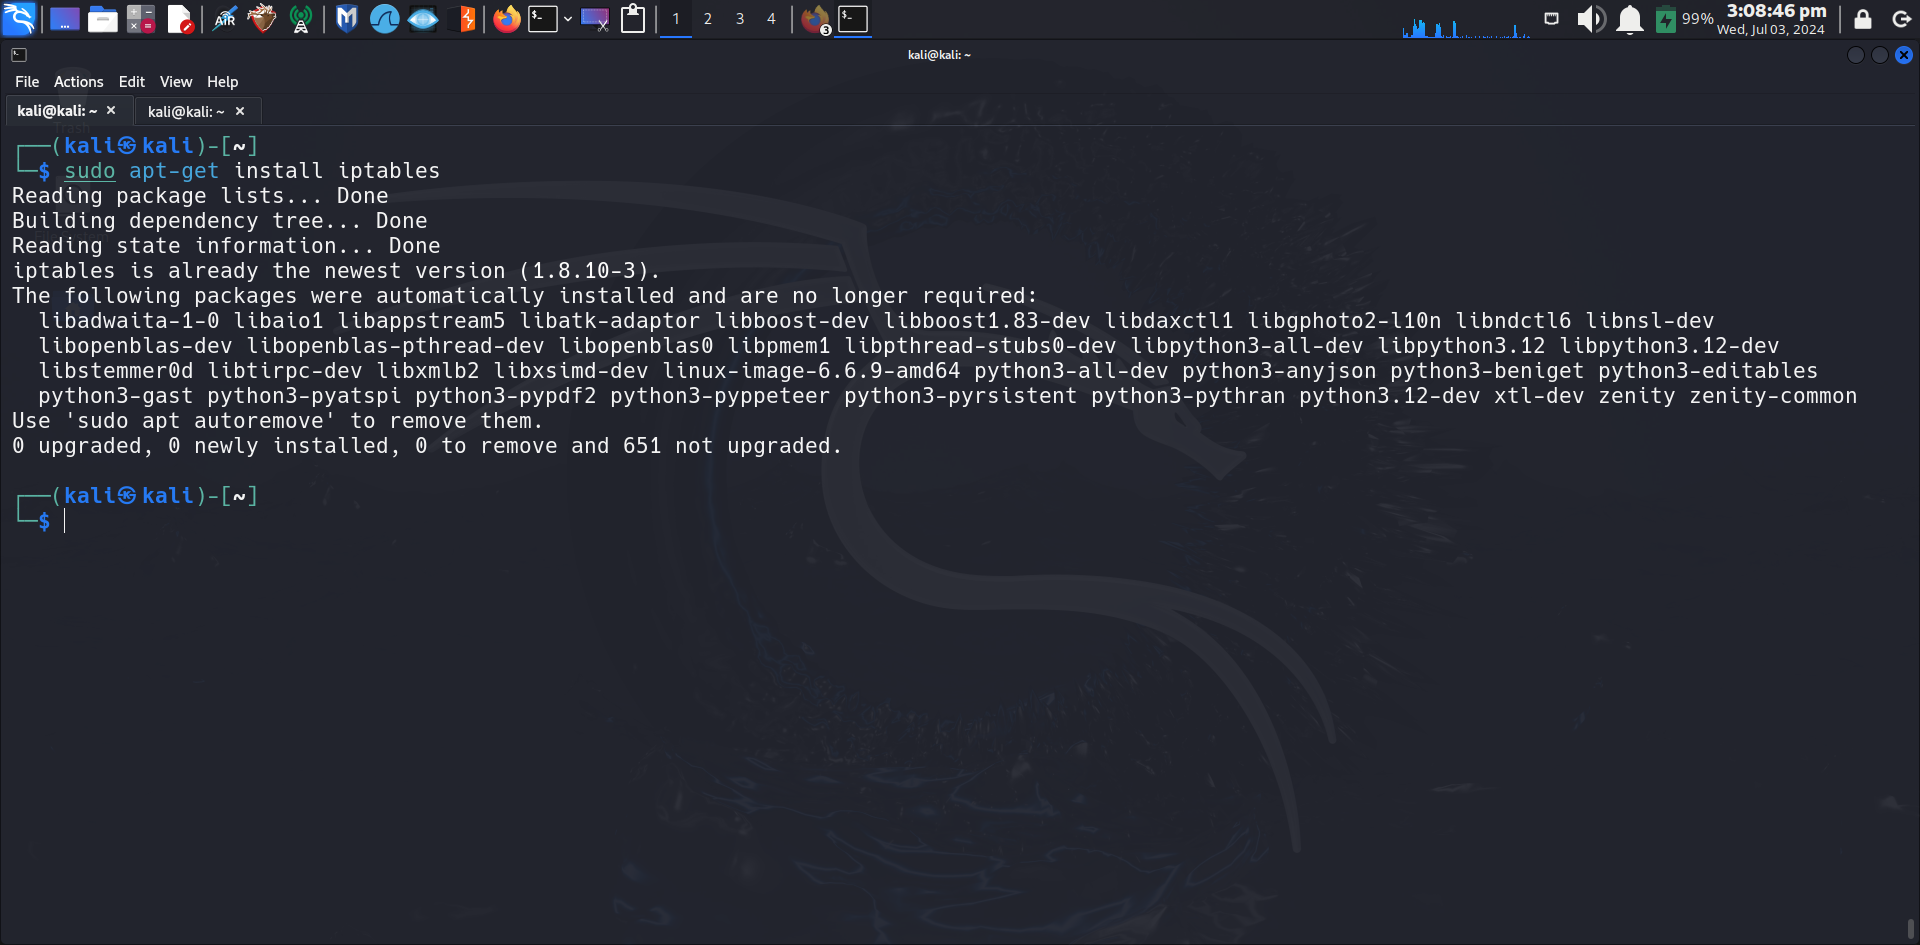 1 2 3 4
3
99%
3:08:46 pm
Wed, Jul 03, 2024
kali@kali: ~
File Actions Edit View Help
kali@kali: ~ × kali@kali: ~ ×
┌──(kali㉿kali)-[~]
└─$ sudo apt-get install iptables
Reading package lists... Done
Building dependency tree... Done
Reading state information... Done
iptables is already the newest version (1.8.10-3).
The following packages were automatically installed and are no longer required:
  libadwaita-1-0 libaio1 libappstream5 libatk-adaptor libboost-dev libboost1.83-dev libdaxctl1 libgphoto2-l10n libndctl6 libnsl-dev
  libopenblas-dev libopenblas-pthread-dev libopenblas0 libpmem1 libpthread-stubs0-dev libpython3-all-dev libpython3.12 libpython3.12-dev
  libstemmer0d libtirpc-dev libxmlb2 libxsimd-dev linux-image-6.6.9-amd64 python3-all-dev python3-anyjson python3-beniget python3-editables
  python3-gast python3-pyatspi python3-pypdf2 python3-pyppeteer python3-pyrsistent python3-pythran python3.12-dev xtl-dev zenity zenity-common
Use 'sudo apt autoremove' to remove them.
0 upgraded, 0 newly installed, 0 to remove and 651 not upgraded.
┌──(kali㉿kali)-[~]
└─$